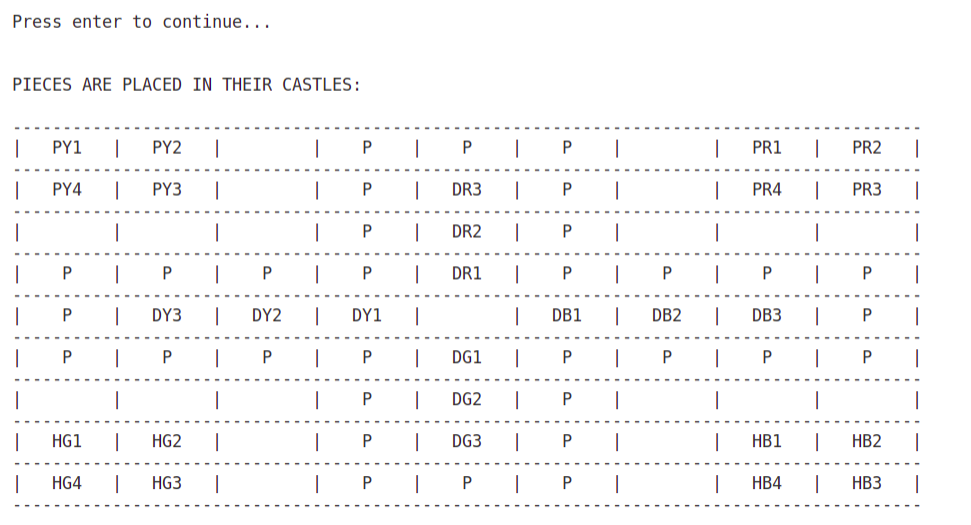 Press enter to continue...
PIECES ARE PLACED IN THEIR CASTLES:
-------------------------------------------------------------------------------------------
|   PY1   |   PY2   |         |    P    |    P    |    P    |         |   PR1   |   PR2   |
-------------------------------------------------------------------------------------------
|   PY4   |   PY3   |         |    P    |   DR3   |    P    |         |   PR4   |   PR3   |
-------------------------------------------------------------------------------------------
|         |         |         |    P    |   DR2   |    P    |         |         |         |
-------------------------------------------------------------------------------------------
|    P    |    P    |    P    |    P    |   DR1   |    P    |    P    |    P    |    P    |
-------------------------------------------------------------------------------------------
|    P    |   DY3   |   DY2   |   DY1   |         |   DB1   |   DB2   |   DB3   |    P    |
-------------------------------------------------------------------------------------------
|    P    |    P    |    P    |    P    |   DG1   |    P    |    P    |    P    |    P    |
-------------------------------------------------------------------------------------------
|         |         |         |    P    |   DG2   |    P    |         |         |         |
-------------------------------------------------------------------------------------------
|   HG1   |   HG2   |         |    P    |   DG3   |    P    |         |   HB1   |   HB2   |
-------------------------------------------------------------------------------------------
|   HG4   |   HG3   |         |    P    |    P    |    P    |         |   HB4   |   HB3   |
-------------------------------------------------------------------------------------------